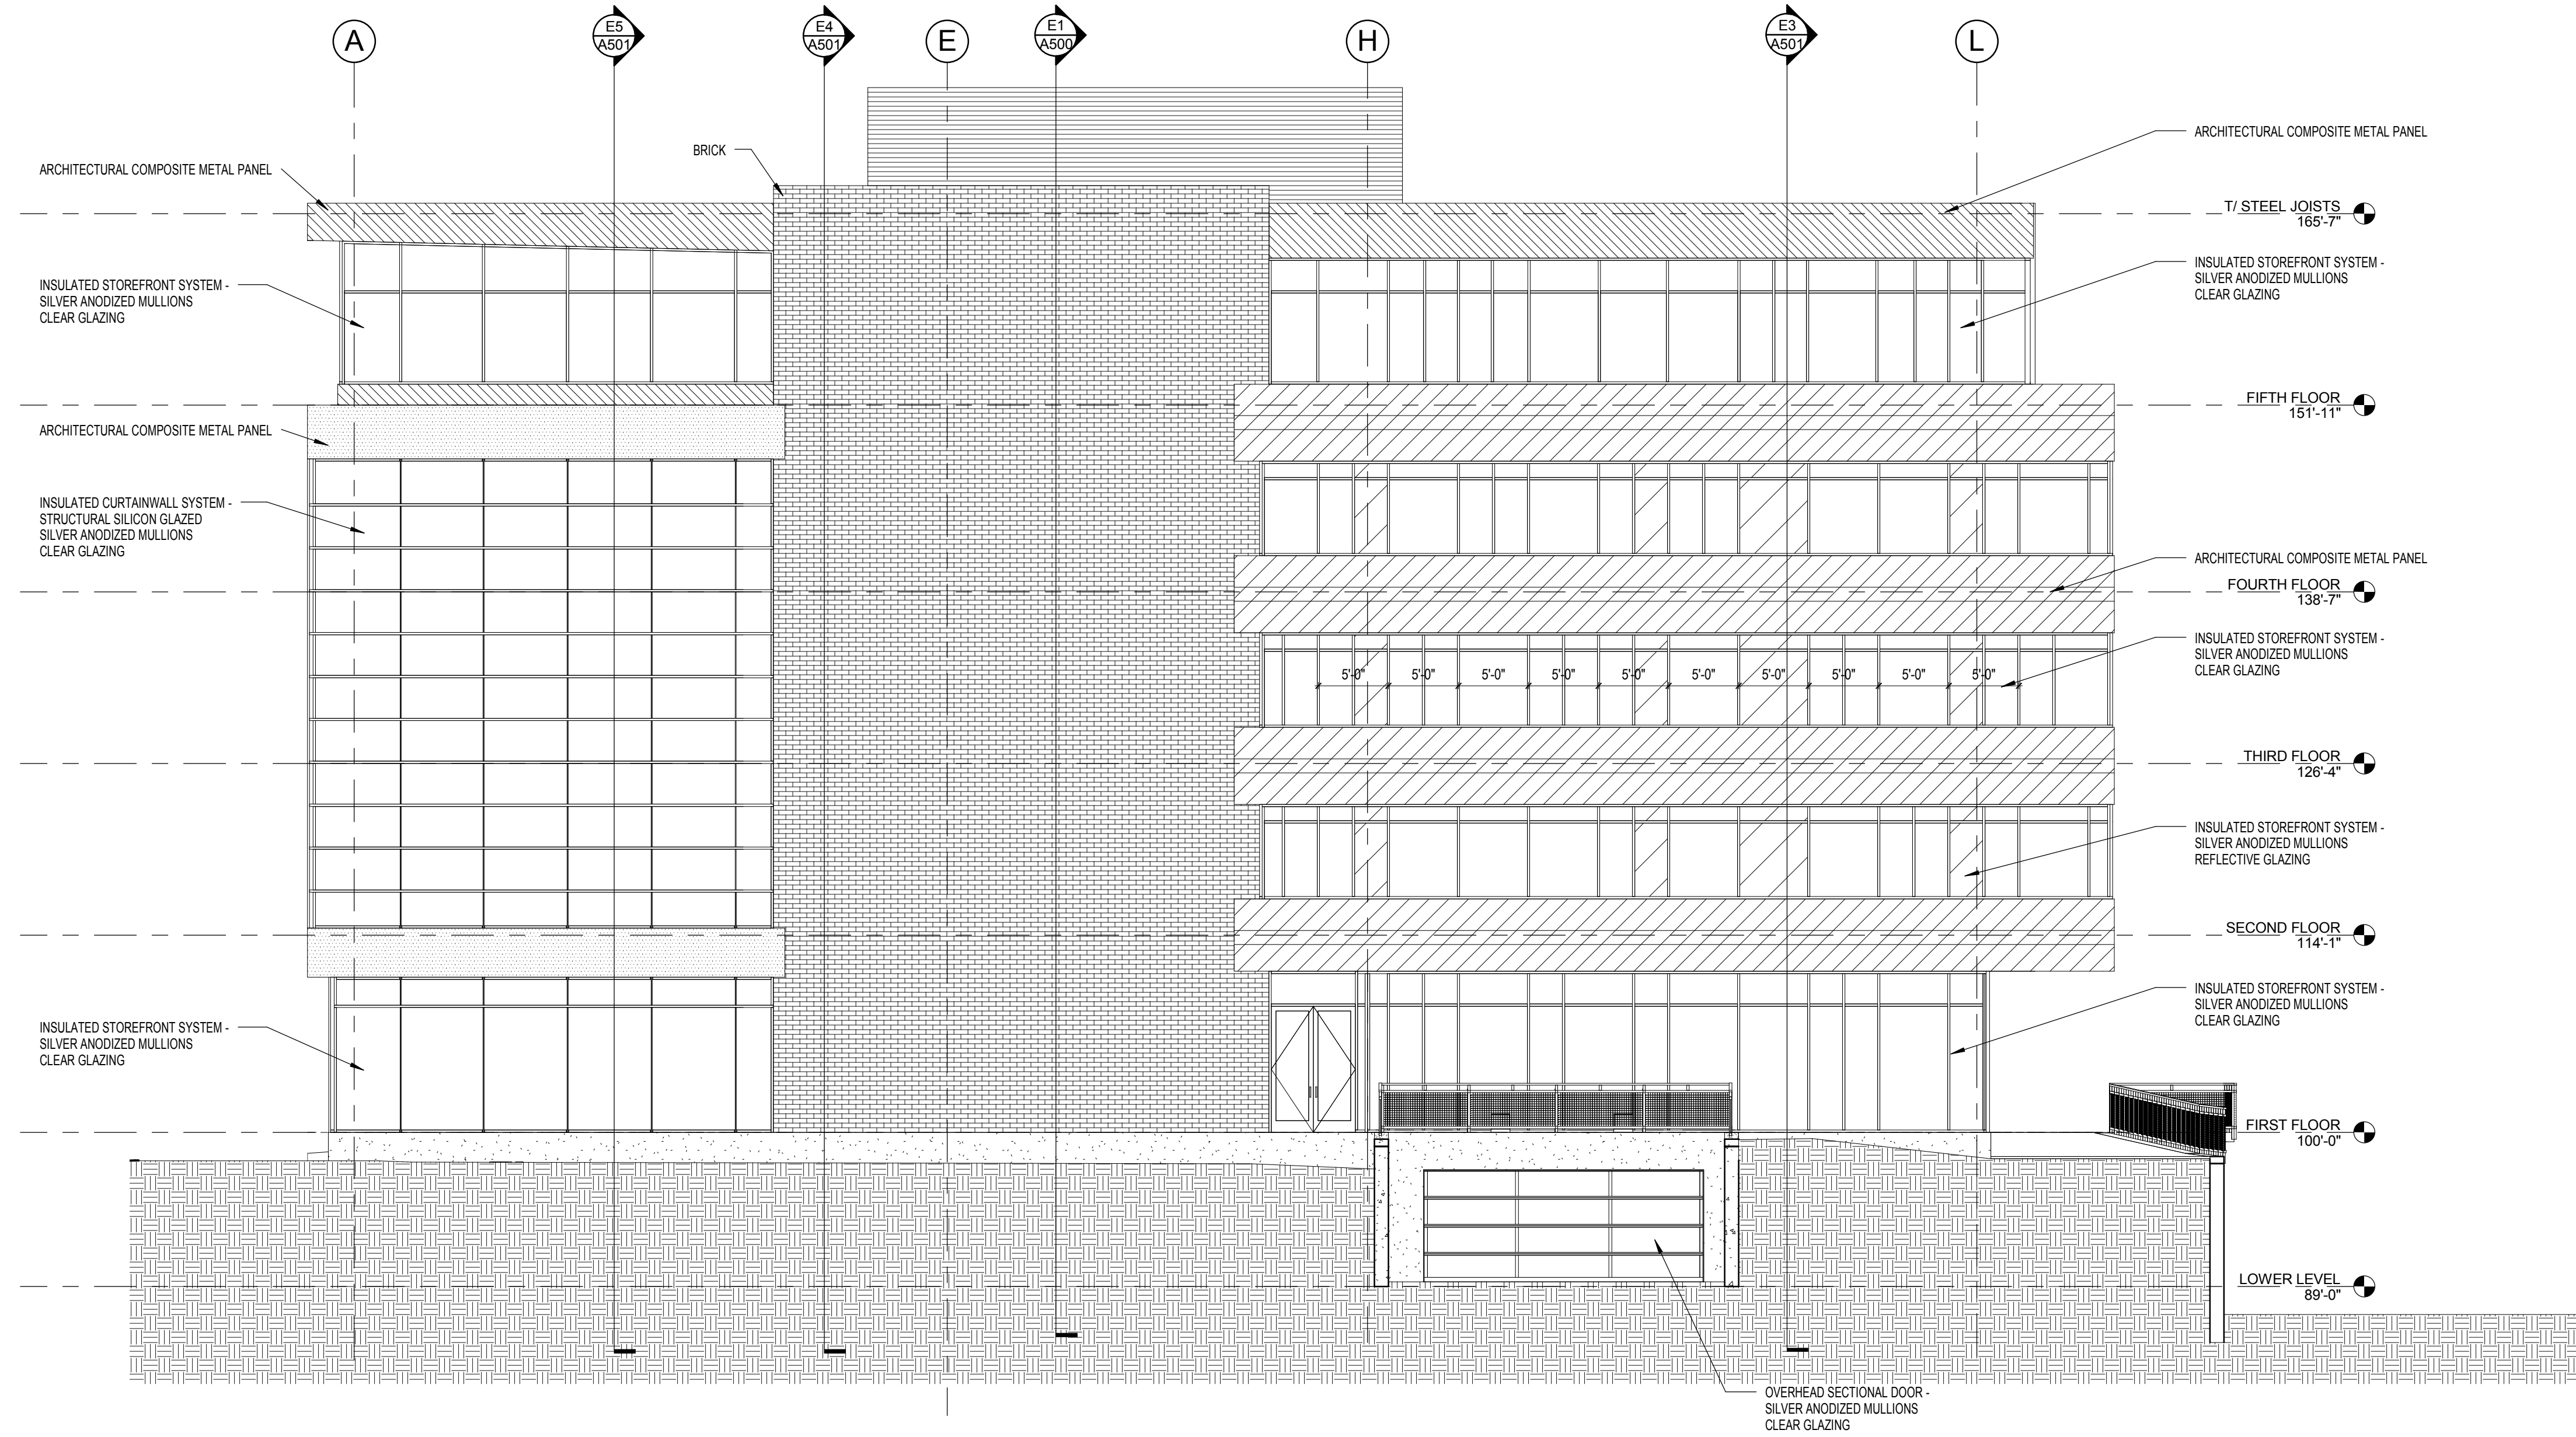 A
E5
A501
E4
A501
E
E1
A500
H
E3
A501
L
ARCHITECTURAL COMPOSITE METAL PANEL
BRICK
ARCHITECTURAL COMPOSITE METAL PANEL
T/ STEEL JOISTS
165'-7"
INSULATED STOREFRONT SYSTEM -
SILVER ANODIZED MULLIONS
CLEAR GLAZING
INSULATED STOREFRONT SYSTEM -
SILVER ANODIZED MULLIONS
CLEAR GLAZING
FIFTH FLOOR
151'-11"
ARCHITECTURAL COMPOSITE METAL PANEL
INSULATED CURTAINWALL SYSTEM -
STRUCTURAL SILICON GLAZED
SILVER ANODIZED MULLIONS
CLEAR GLAZING
ARCHITECTURAL COMPOSITE METAL PANEL
FOURTH FLOOR
138'-7"
INSULATED STOREFRONT SYSTEM -
SILVER ANODIZED MULLIONS
CLEAR GLAZING
5'-0" 5'-0" 5'-0" 5'-0" 5'-0" 5'-0" 5'-0" 5'-0" 5'-0" 5'-0"
THIRD FLOOR
126'-4"
INSULATED STOREFRONT SYSTEM -
SILVER ANODIZED MULLIONS
REFLECTIVE GLAZING
SECOND FLOOR
114'-1"
INSULATED STOREFRONT SYSTEM -
SILVER ANODIZED MULLIONS
CLEAR GLAZING
INSULATED STOREFRONT SYSTEM -
SILVER ANODIZED MULLIONS
CLEAR GLAZING
FIRST FLOOR
100'-0"
LOWER LEVEL
89'-0"
OVERHEAD SECTIONAL DOOR -
SILVER ANODIZED MULLIONS
CLEAR GLAZING